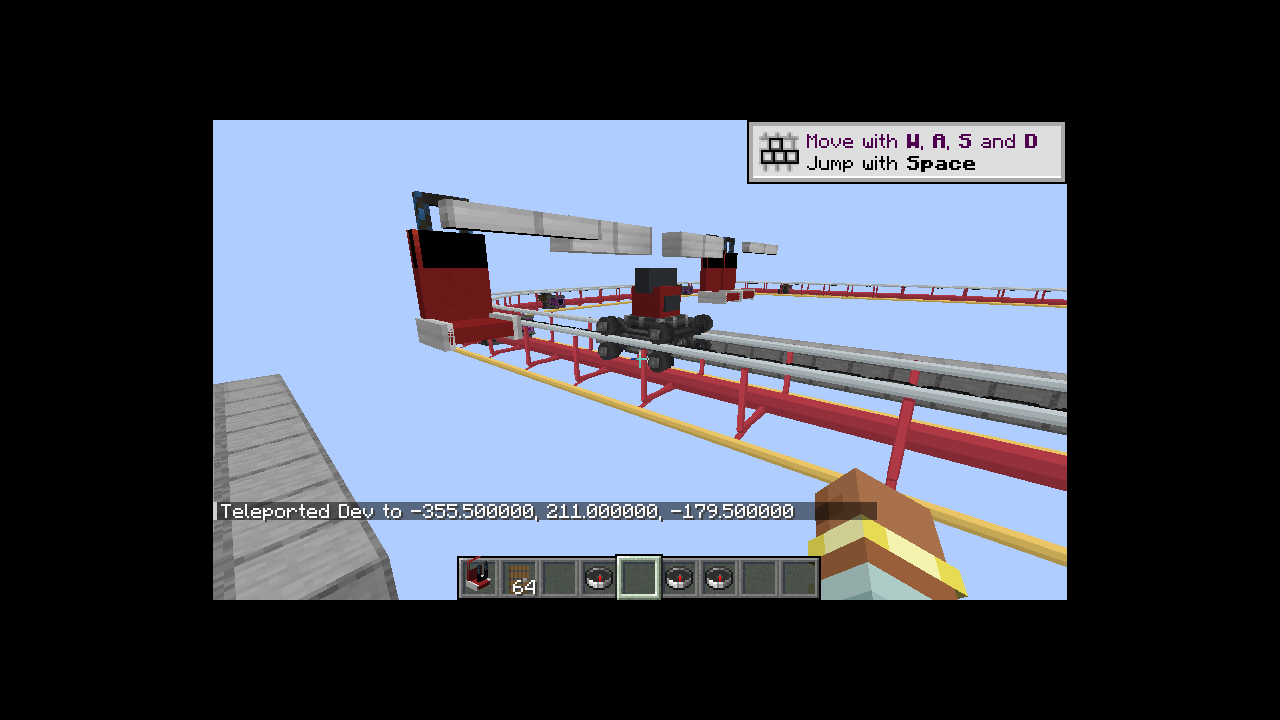 Move with W, A, S and D
Jump with Space
Teleported Dev to -355.500000, 211.000000, -179.500000
64